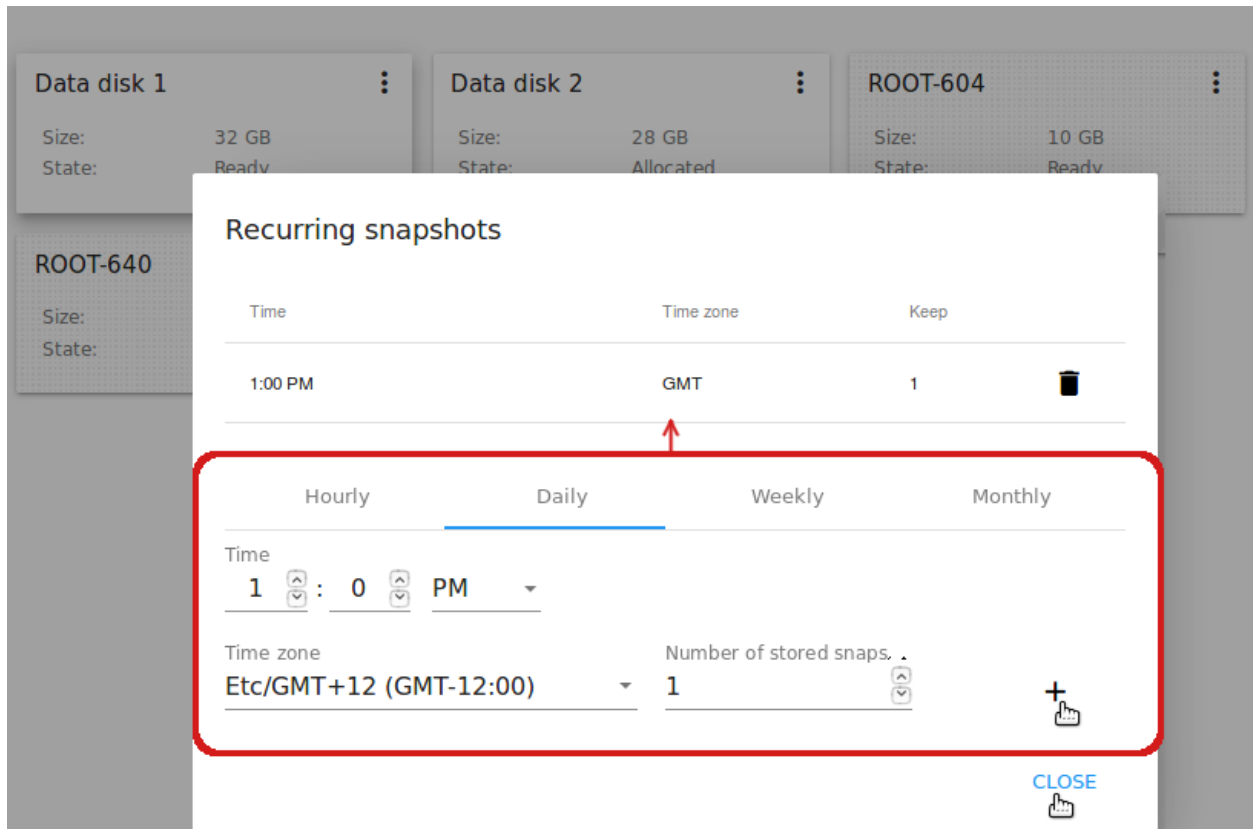 Data disk 1 Data disk 2 ROOT-604
Size: 32 GB Size: 28 GB Size: 10 GB
State: Ready State: Allocated State: Ready
ROOT-640
Size:
State:
Recurring snapshots
Time Time zone Keep
1:00 PM GMT 1
Hourly Daily Weekly Monthly
Time
1 : 0 PM
Time zone Number of stored snaps
Etc/GMT+12 (GMT-12:00) 1
+
CLOSE